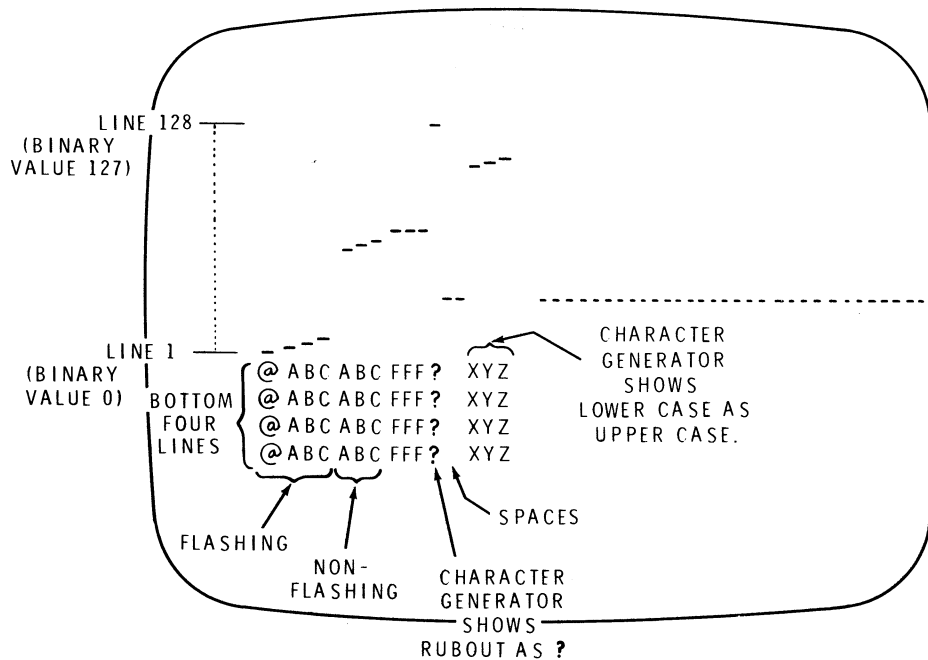 LINE 128
(BINARY
VALUE 127)
LINE 1
(BINARY
VALUE 0)
BOTTOM
FOUR
LINES
@ ABC ABC FFF ? XYZ
@ ABC ABC FFF ? XYZ
@ ABC ABC FFF ? XYZ
@ ABC ABC FFF ? XYZ
CHARACTER
GENERATOR
SHOWS
LOWER CASE AS
UPPER CASE.
SPACES
FLASHING
NON-
FLASHING
CHARACTER
GENERATOR
SHOWS
RUBOUT AS ?